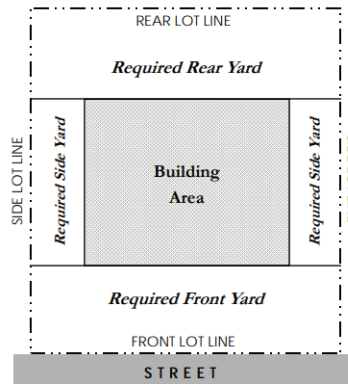 REAR LOT LINE
Required Rear Yard
SIDE LOT LINE
Required Side Yard
Building
Area
Required Side Yard
Required Front Yard
FRONT LOT LINE
STREET